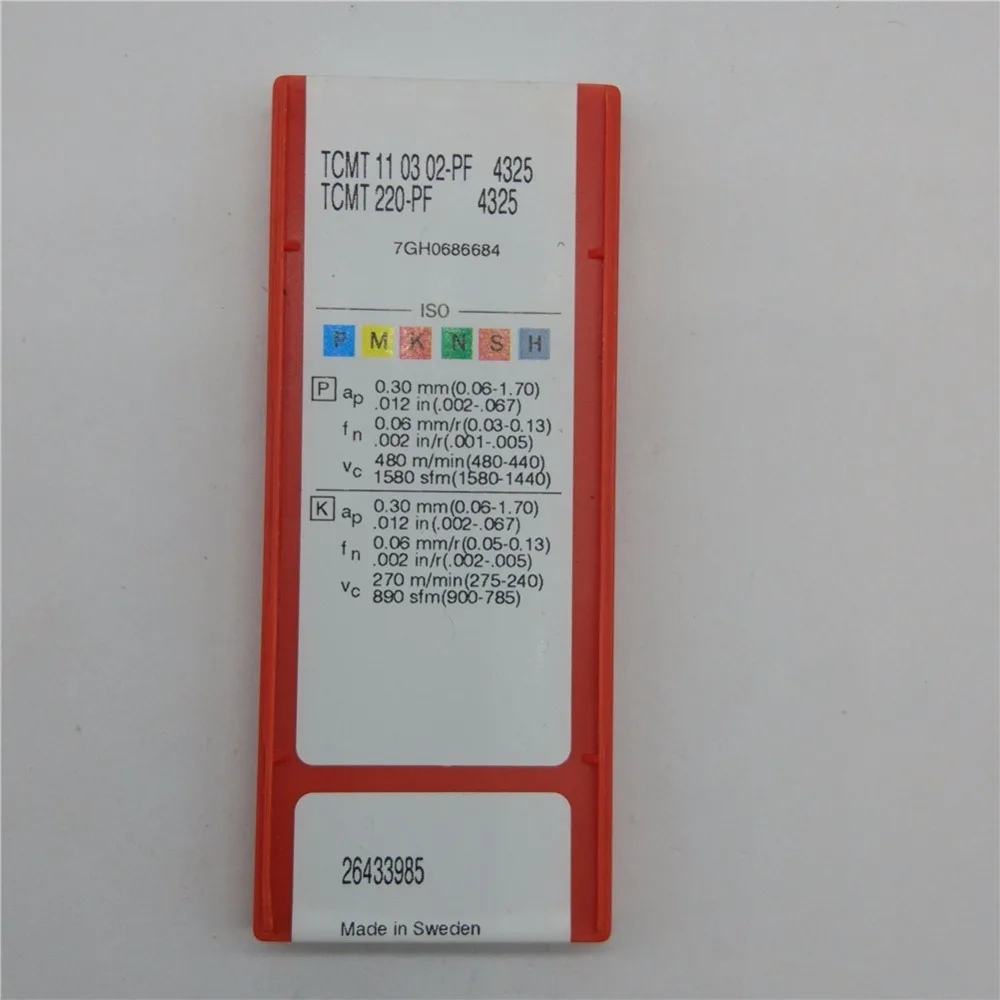 TCMT 11 03 02-PF 4325
TCMT 220-PF 4325
7GH0686684
ISO
P M K N S H
P ap 0.30 mm(0.06-1.70)
.012 in(.002-.067)
fn 0.06 mm/r(0.03-0.13)
.002 in/r(.001-.005)
vc 480 m/min(480-440)
1580 sfm(1580-1440)
K ap 0.30 mm(0.06-1.70)
.012 in(.002-.067)
fn 0.06 mm/r(0.05-0.13)
.002 in/r(.002-.005)
vc 270 m/min(275-240)
890 sfm(900-785)
26433985
Made in Sweden